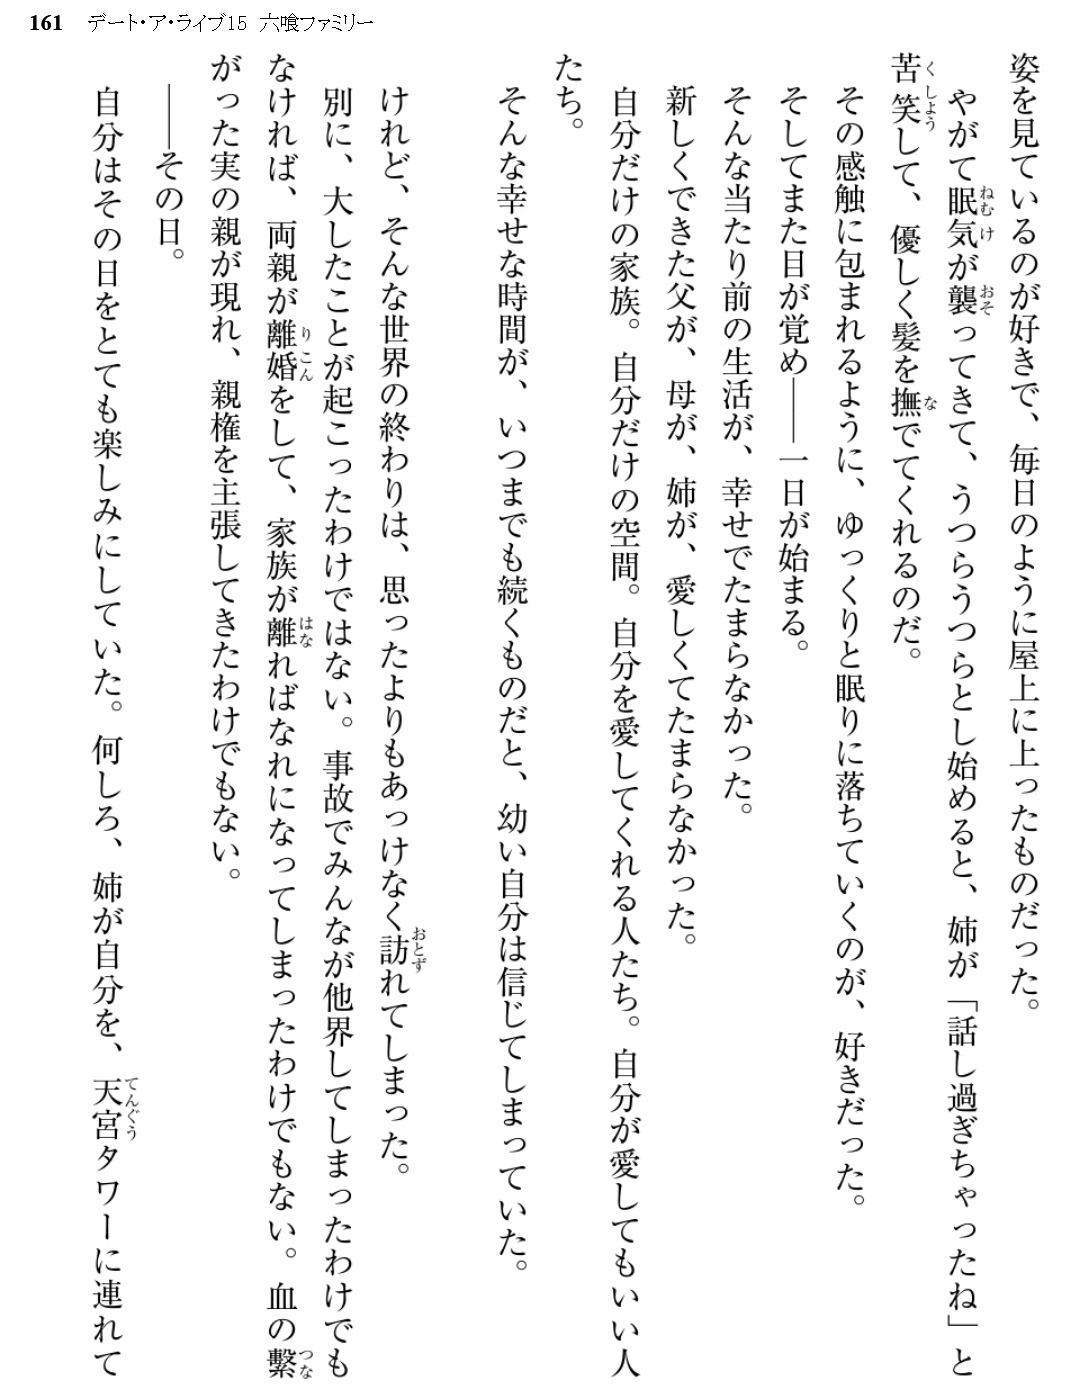 161 デート・ア・ライブ15 六喰ファミリー
姿を見ているのが好きで、毎日のように屋上に上ったものだった。
やがて眠気が襲ってきて、うつらうつらとし始めると、姉が「話し過ぎちゃったね」と
苦笑して、優しく髪を撫でてくれるのだ。
その感触に包まれるように、ゆっくりと眠りに落ちていくのが、好きだった。
そしてまた目が覚め――一日が始まる。
そんな当たり前の生活が、幸せでたまらなかった。
新しくできた父が、母が、姉が、愛しくてたまらなかった。
自分だけの家族。自分だけの空間。自分を愛してくれる人たち。自分が愛してもいい人
たち。
そんな幸せな時間が、いつまでも続くものだと、幼い自分は信じてしまっていた。
けれど、そんな世界の終わりは、思ったよりもあっけなく訪れてしまった。
別に、大したことが起こったわけではない。事故でみんなが他界してしまったわけでも
なければ、両親が離婚をして、家族が離ればなれになってしまったわけでもない。血の繋
がった実の親が現れ、親権を主張してきたわけでもない。
――その日。
自分はその日をとても楽しみにしていた。何しろ、姉が自分を、天宮タワーに連れて